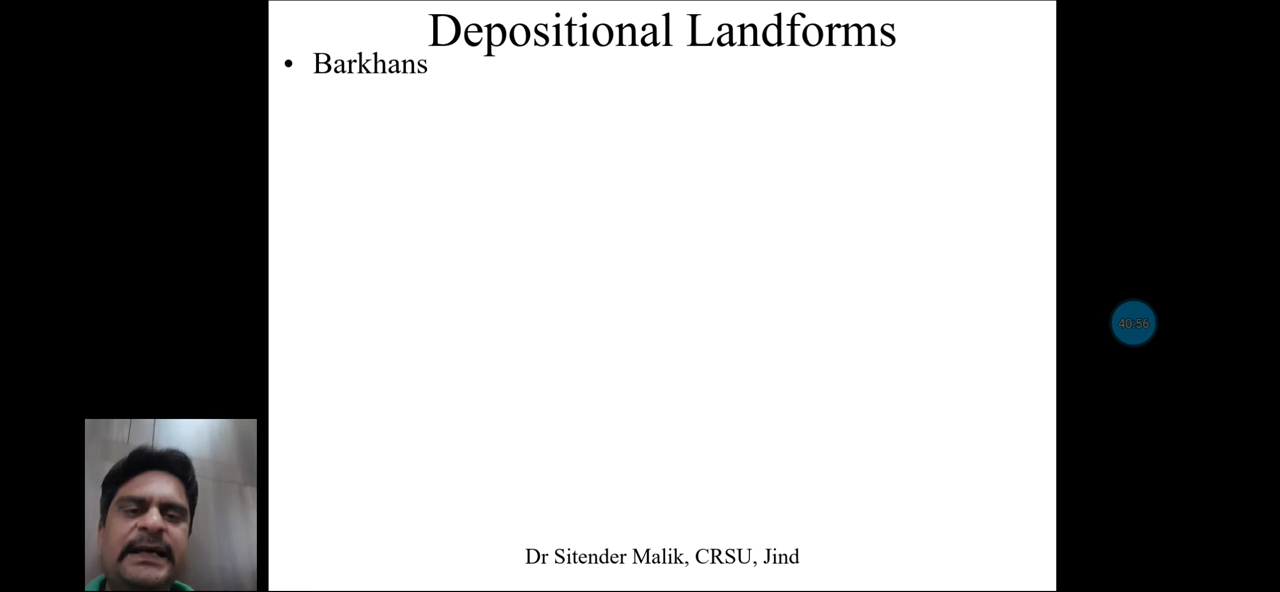 Depositional Landforms
• Barkhans
40:56
Dr Sitender Malik, CRSU, Jind